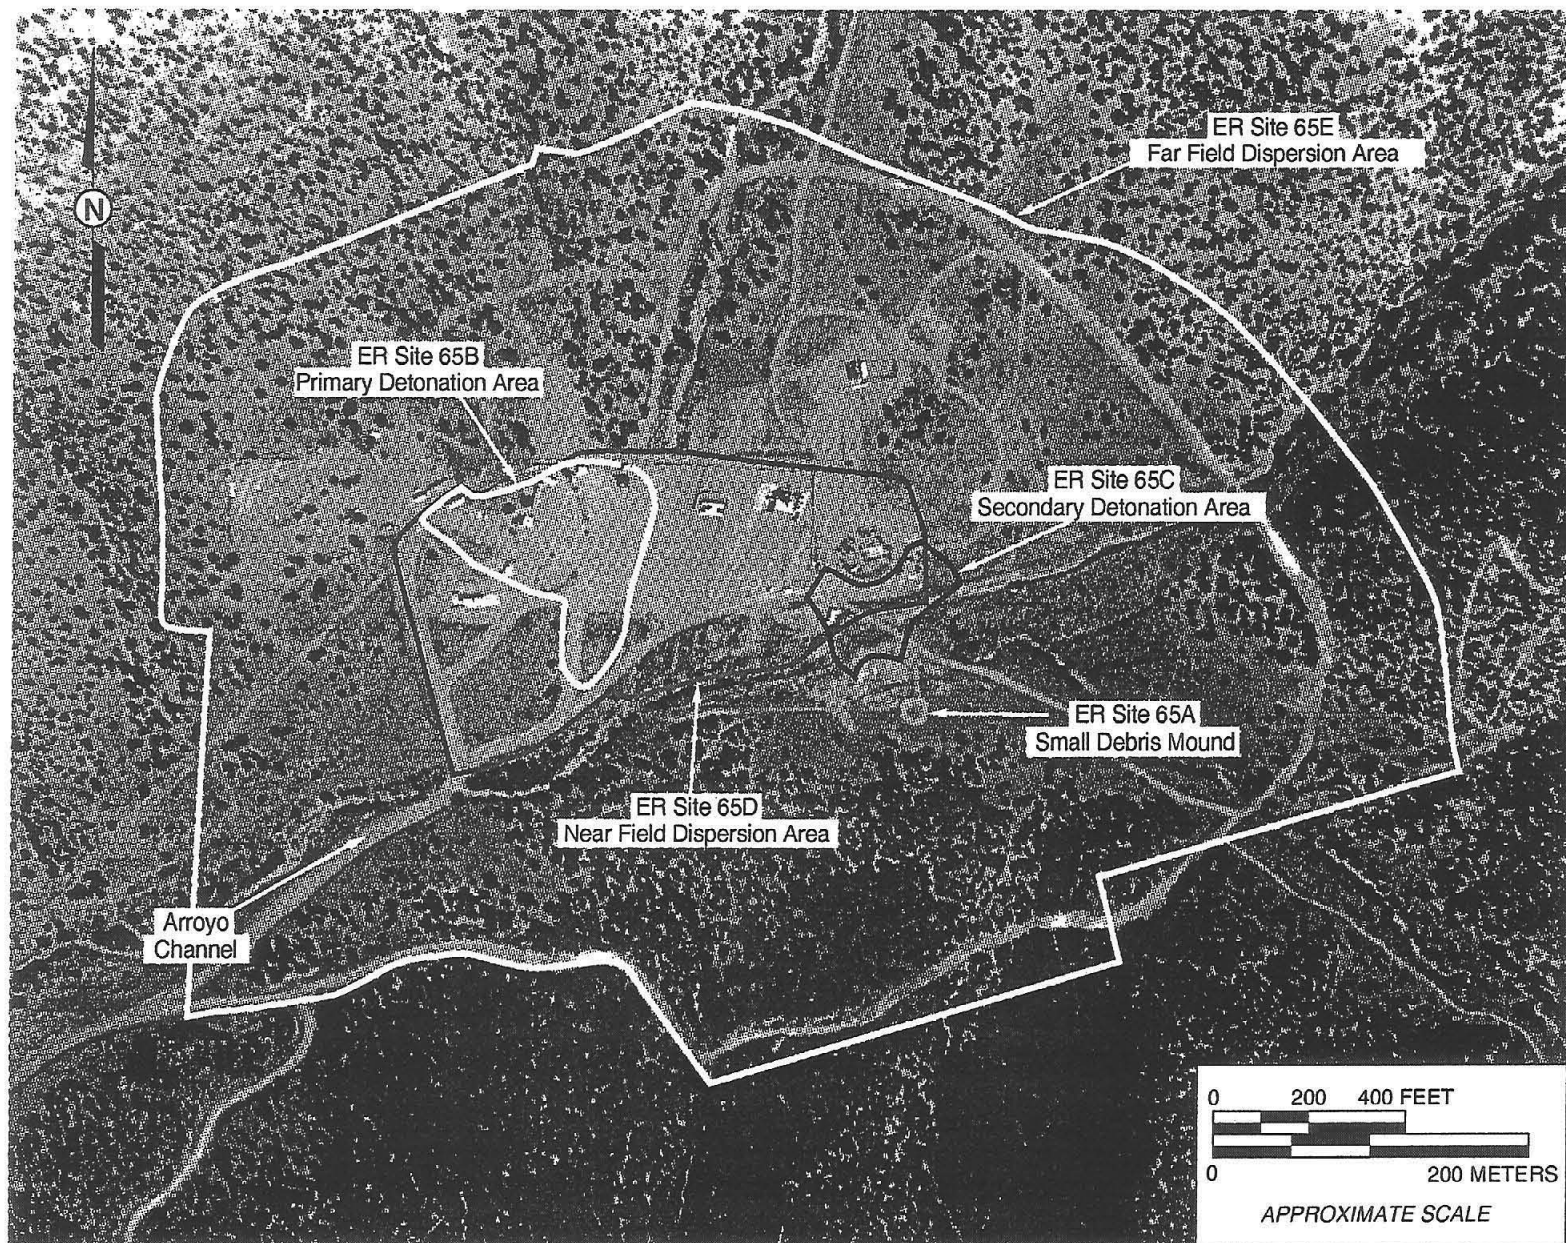 ER Site 65E
Far Field Dispersion Area
N
ER Site 65B
Primary Detonation Area
ER Site 65C
Secondary Detonation Area
ER Site 65A
Small Debris Mound
ER Site 65D
Near Field Dispersion Area
Arroyo
Channel
0 200 400 FEET
0 200 METERS
APPROXIMATE SCALE